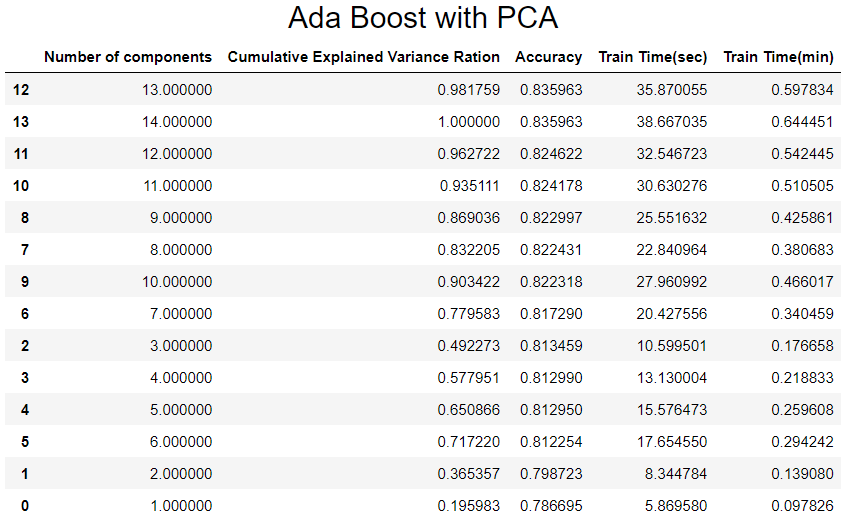 Ada Boost with PCA
Number of components Cumulative Explained Variance Ration Accuracy Train Time(sec) Train Time(min)
12 13.000000 0.981759 0.835963 35.870055 0.597834
13 14.000000 1.000000 0.835963 38.667035 0.644451
11 12.000000 0.962722 0.824622 32.546723 0.542445
10 11.000000 0.935111 0.824178 30.630276 0.510505
8 9.000000 0.869036 0.822997 25.551632 0.425861
7 8.000000 0.832205 0.822431 22.840964 0.380683
9 10.000000 0.903422 0.822318 27.960992 0.466017
6 7.000000 0.779583 0.817290 20.427556 0.340459
2 3.000000 0.492273 0.813459 10.599501 0.176658
3 4.000000 0.577951 0.812990 13.130004 0.218833
4 5.000000 0.650866 0.812950 15.576473 0.259608
5 6.000000 0.717220 0.812254 17.654550 0.294242
1 2.000000 0.365357 0.798723 8.344784 0.139080
0 1.000000 0.195983 0.786695 5.869580 0.097826